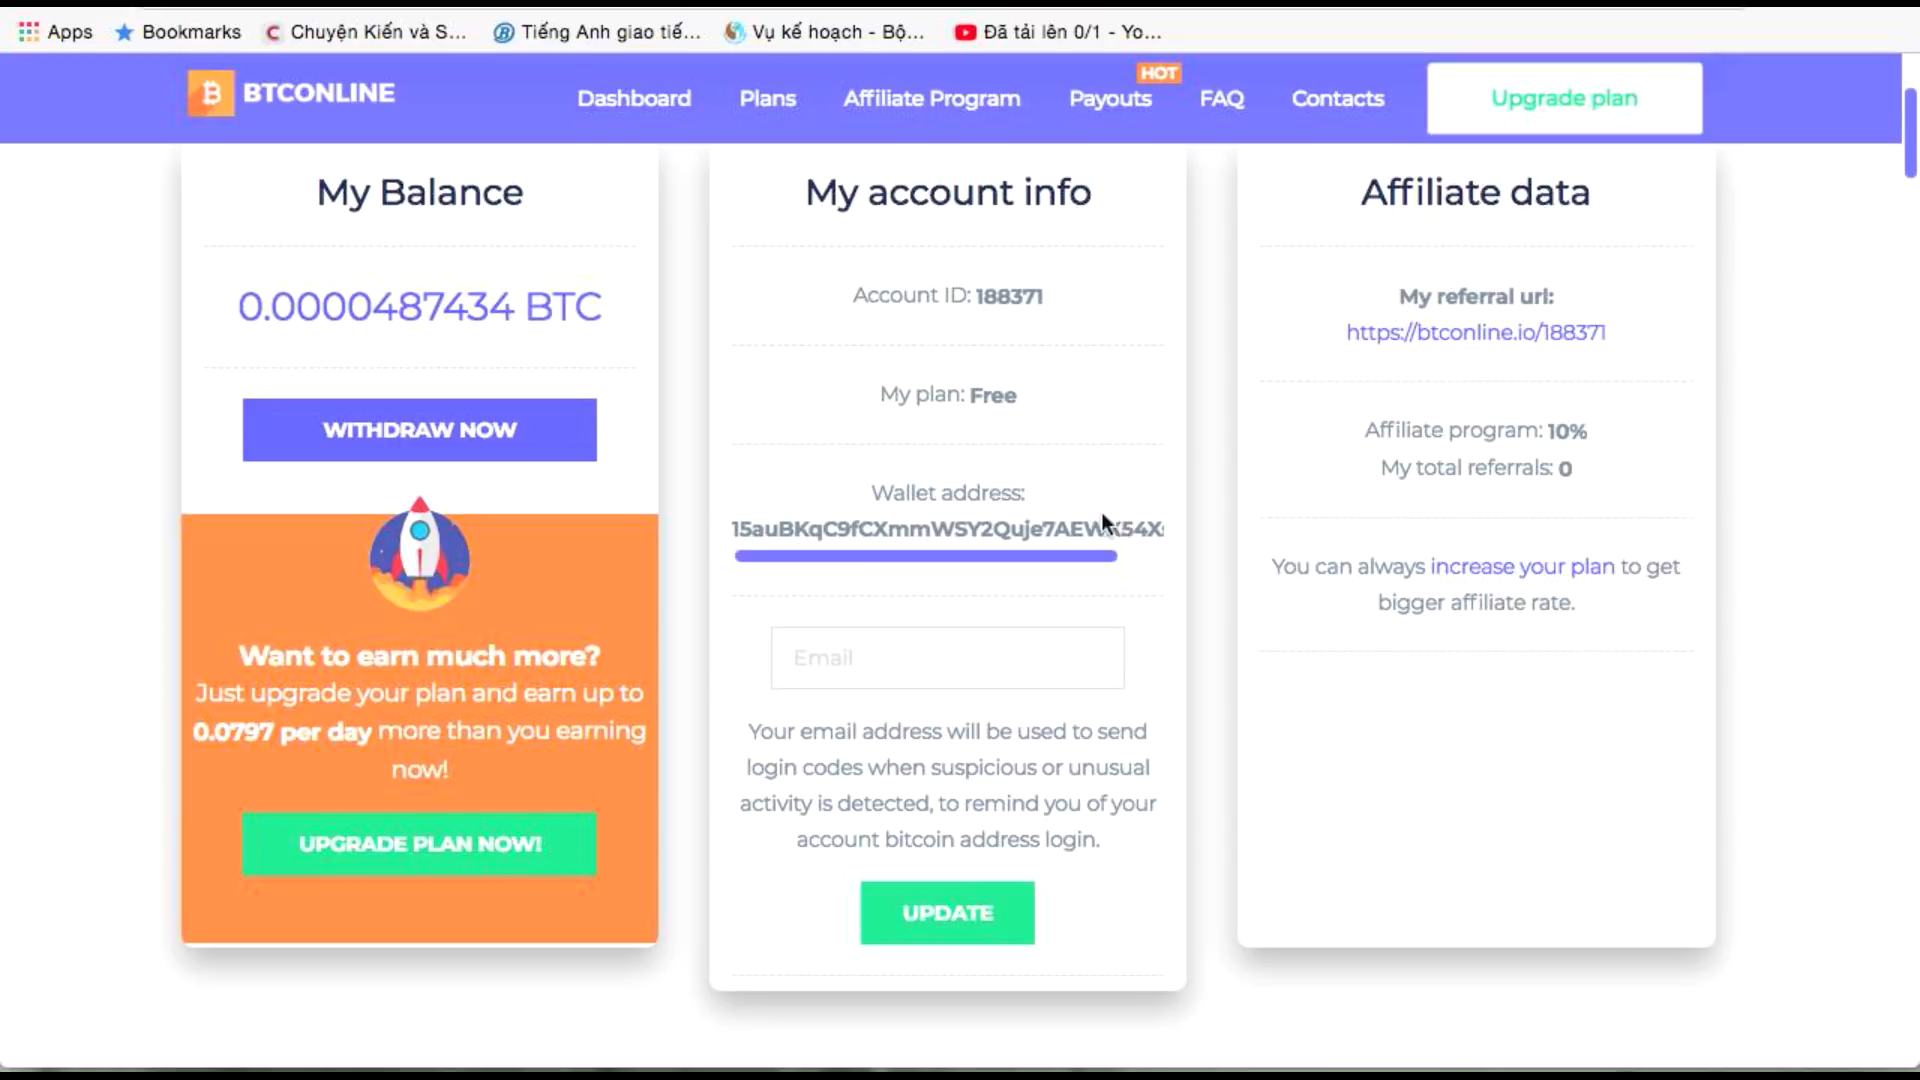 Apps Bookmarks Chuyện Kiến và S... Tiếng Anh giao tiế... Vụ kế hoạch - Bộ... Đã tải lên 0/1 - Yo...
BTCONLINE Dashboard Plans Affiliate Program Payouts HOT FAQ Contacts Upgrade plan
My Balance
0.0000487434 BTC
WITHDRAW NOW
Want to earn much more?
Just upgrade your plan and earn up to
0.0797 per day more than you earning
now!
UPGRADE PLAN NOW!
My account info
Account ID: 188371
My plan: Free
Wallet address:
Email
Your email address will be used to send
login codes when suspicious or unusual
activity is detected, to remind you of your
account bitcoin address login.
UPDATE
Affiliate data
My referral url:
https://btconline.io/188371
Affiliate program: 10%
My total referrals: 0
You can always increase your plan to get
bigger affiliate rate.